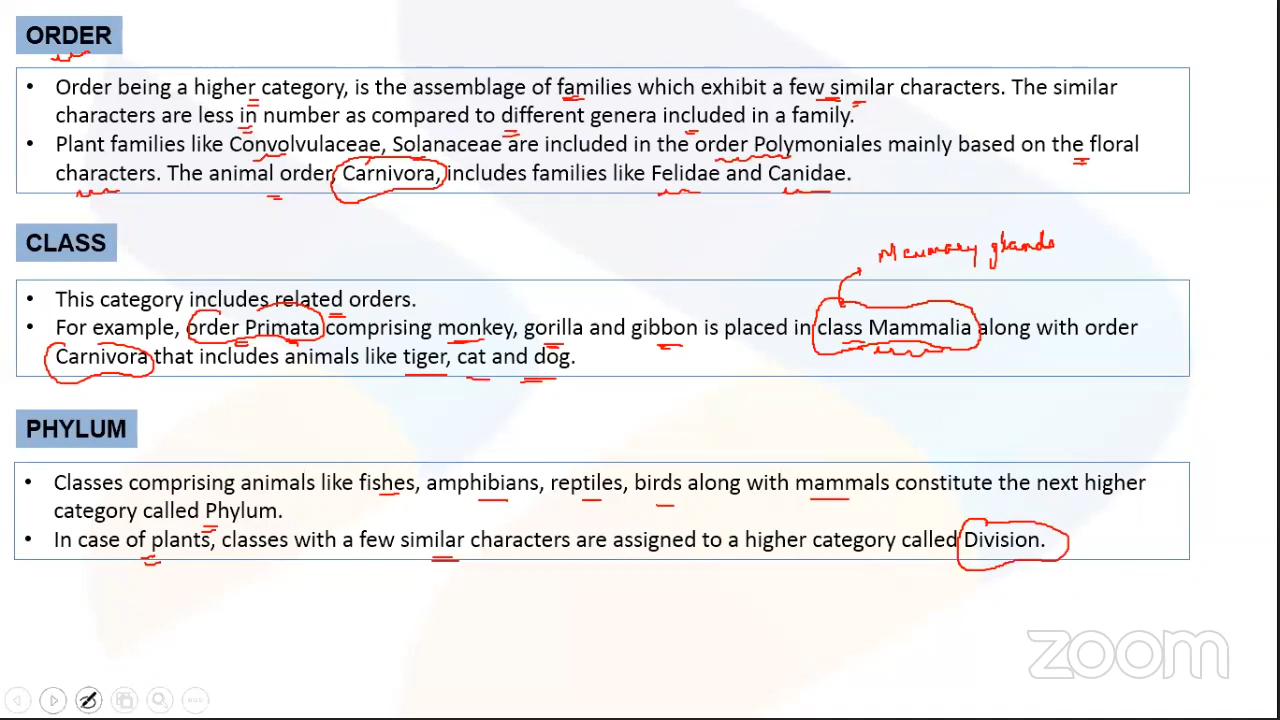 ORDER
• Order being a higher category, is the assemblage of families which exhibit a few similar characters. The similar
characters are less in number as compared to different genera included in a family.
• Plant families like Convolvulaceae, Solanaceae are included in the order Polymoniales mainly based on the floral
characters. The animal order, Carnivora, includes families like Felidae and Canidae.
CLASS
Mammary glands
• This category includes related orders.
• For example, order Primata comprising monkey, gorilla and gibbon is placed in class Mammalia along with order
Carnivora that includes animals like tiger, cat and dog.
PHYLUM
• Classes comprising animals like fishes, amphibians, reptiles, birds along with mammals constitute the next higher
category called Phylum.
• In case of plants, classes with a few similar characters are assigned to a higher category called Division.
zoom